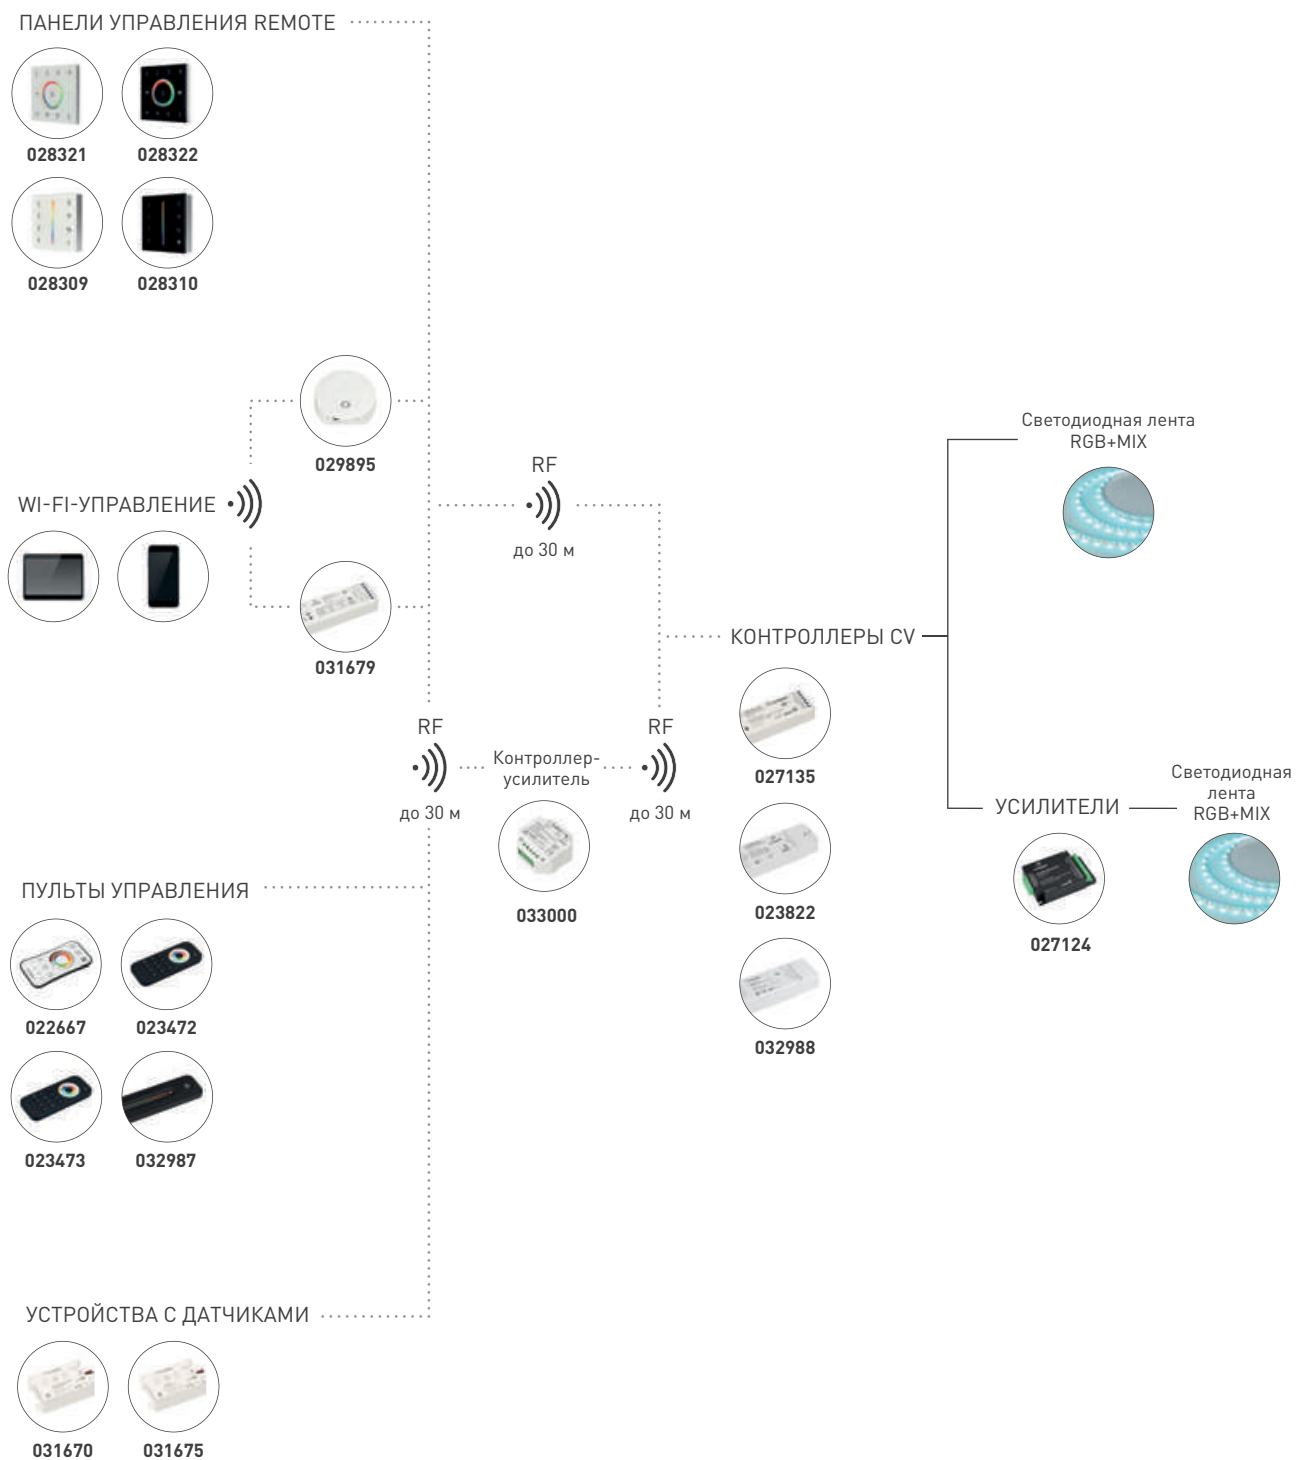 ПАНЕЛИ УПРАВЛЕНИЯ REMOTE
028321
028322
028309
028310
029895
WI-FI-УПРАВЛЕНИЕ
031679
RF
до 30 м
RF
до 30 м
Контроллер-
усилитель
033000
RF
до 30 м
КОНТРОЛЛЕРЫ CV
027135
023822
032988
Светодиодная лента
RGB+MIX
УСИЛИТЕЛИ
027124
Светодиодная
лента
RGB+MIX
ПУЛЬТЫ УПРАВЛЕНИЯ
022667
023472
023473
032987
УСТРОЙСТВА С ДАТЧИКАМИ
031670
031675